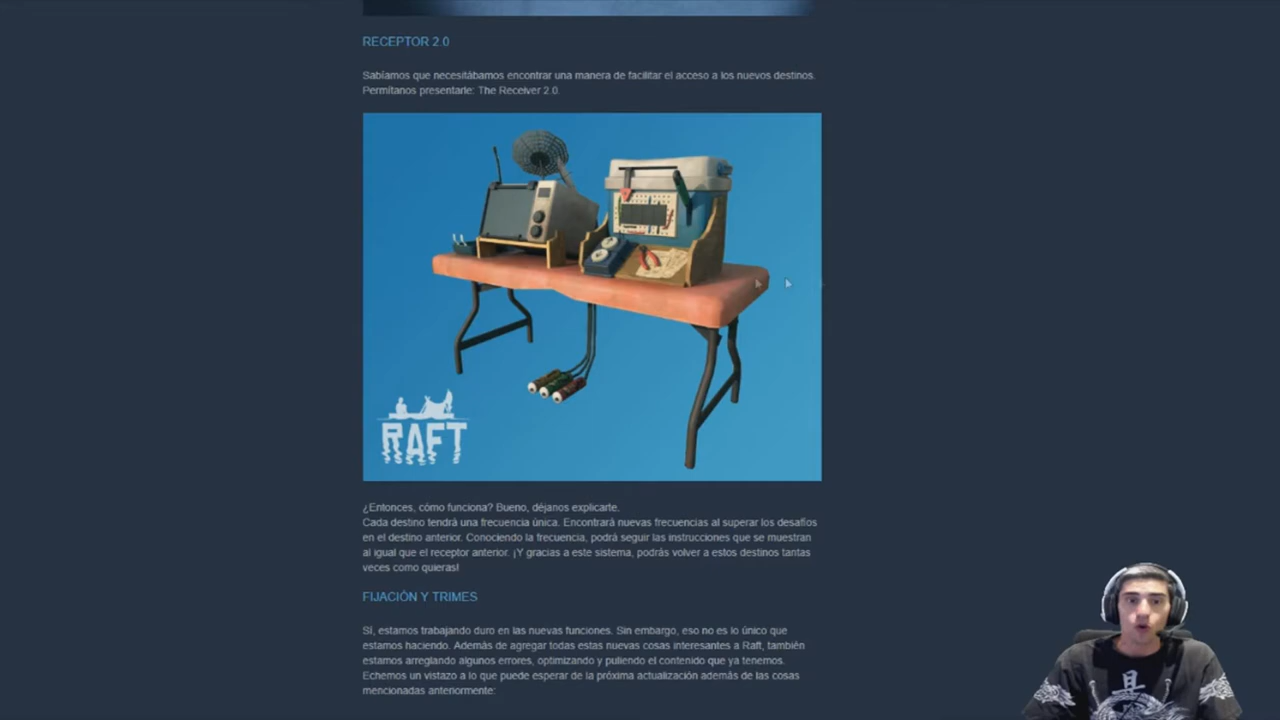 RECEPTOR 2.0
Sabíamos que necesitábamos encontrar una manera de facilitar el acceso a los nuevos destinos.
Permítanos presentarle: The Receiver 2.0.
RAFT
¿Entonces, cómo funciona? Bueno, déjanos explicarte.
Cada destino tendrá una frecuencia única. Encontrará nuevas frecuencias al superar los desafíos
en el destino anterior. Conociendo la frecuencia, podrá seguir las instrucciones que se muestran
al igual que el receptor anterior. ¡Y gracias a este sistema, podrás volver a estos destinos tantas
veces como quieras!
FIJACIÓN Y TRIMES
Sí, estamos trabajando duro en las nuevas funciones. Sin embargo, eso no es lo único que
estamos haciendo. Además de agregar todas estas nuevas cosas interesantes a Raft, también
estamos arreglando algunos errores, optimizando y puliendo el contenido que ya tenemos.
Echemos un vistazo a lo que puede esperar de la próxima actualización además de las cosas
mencionadas anteriormente: